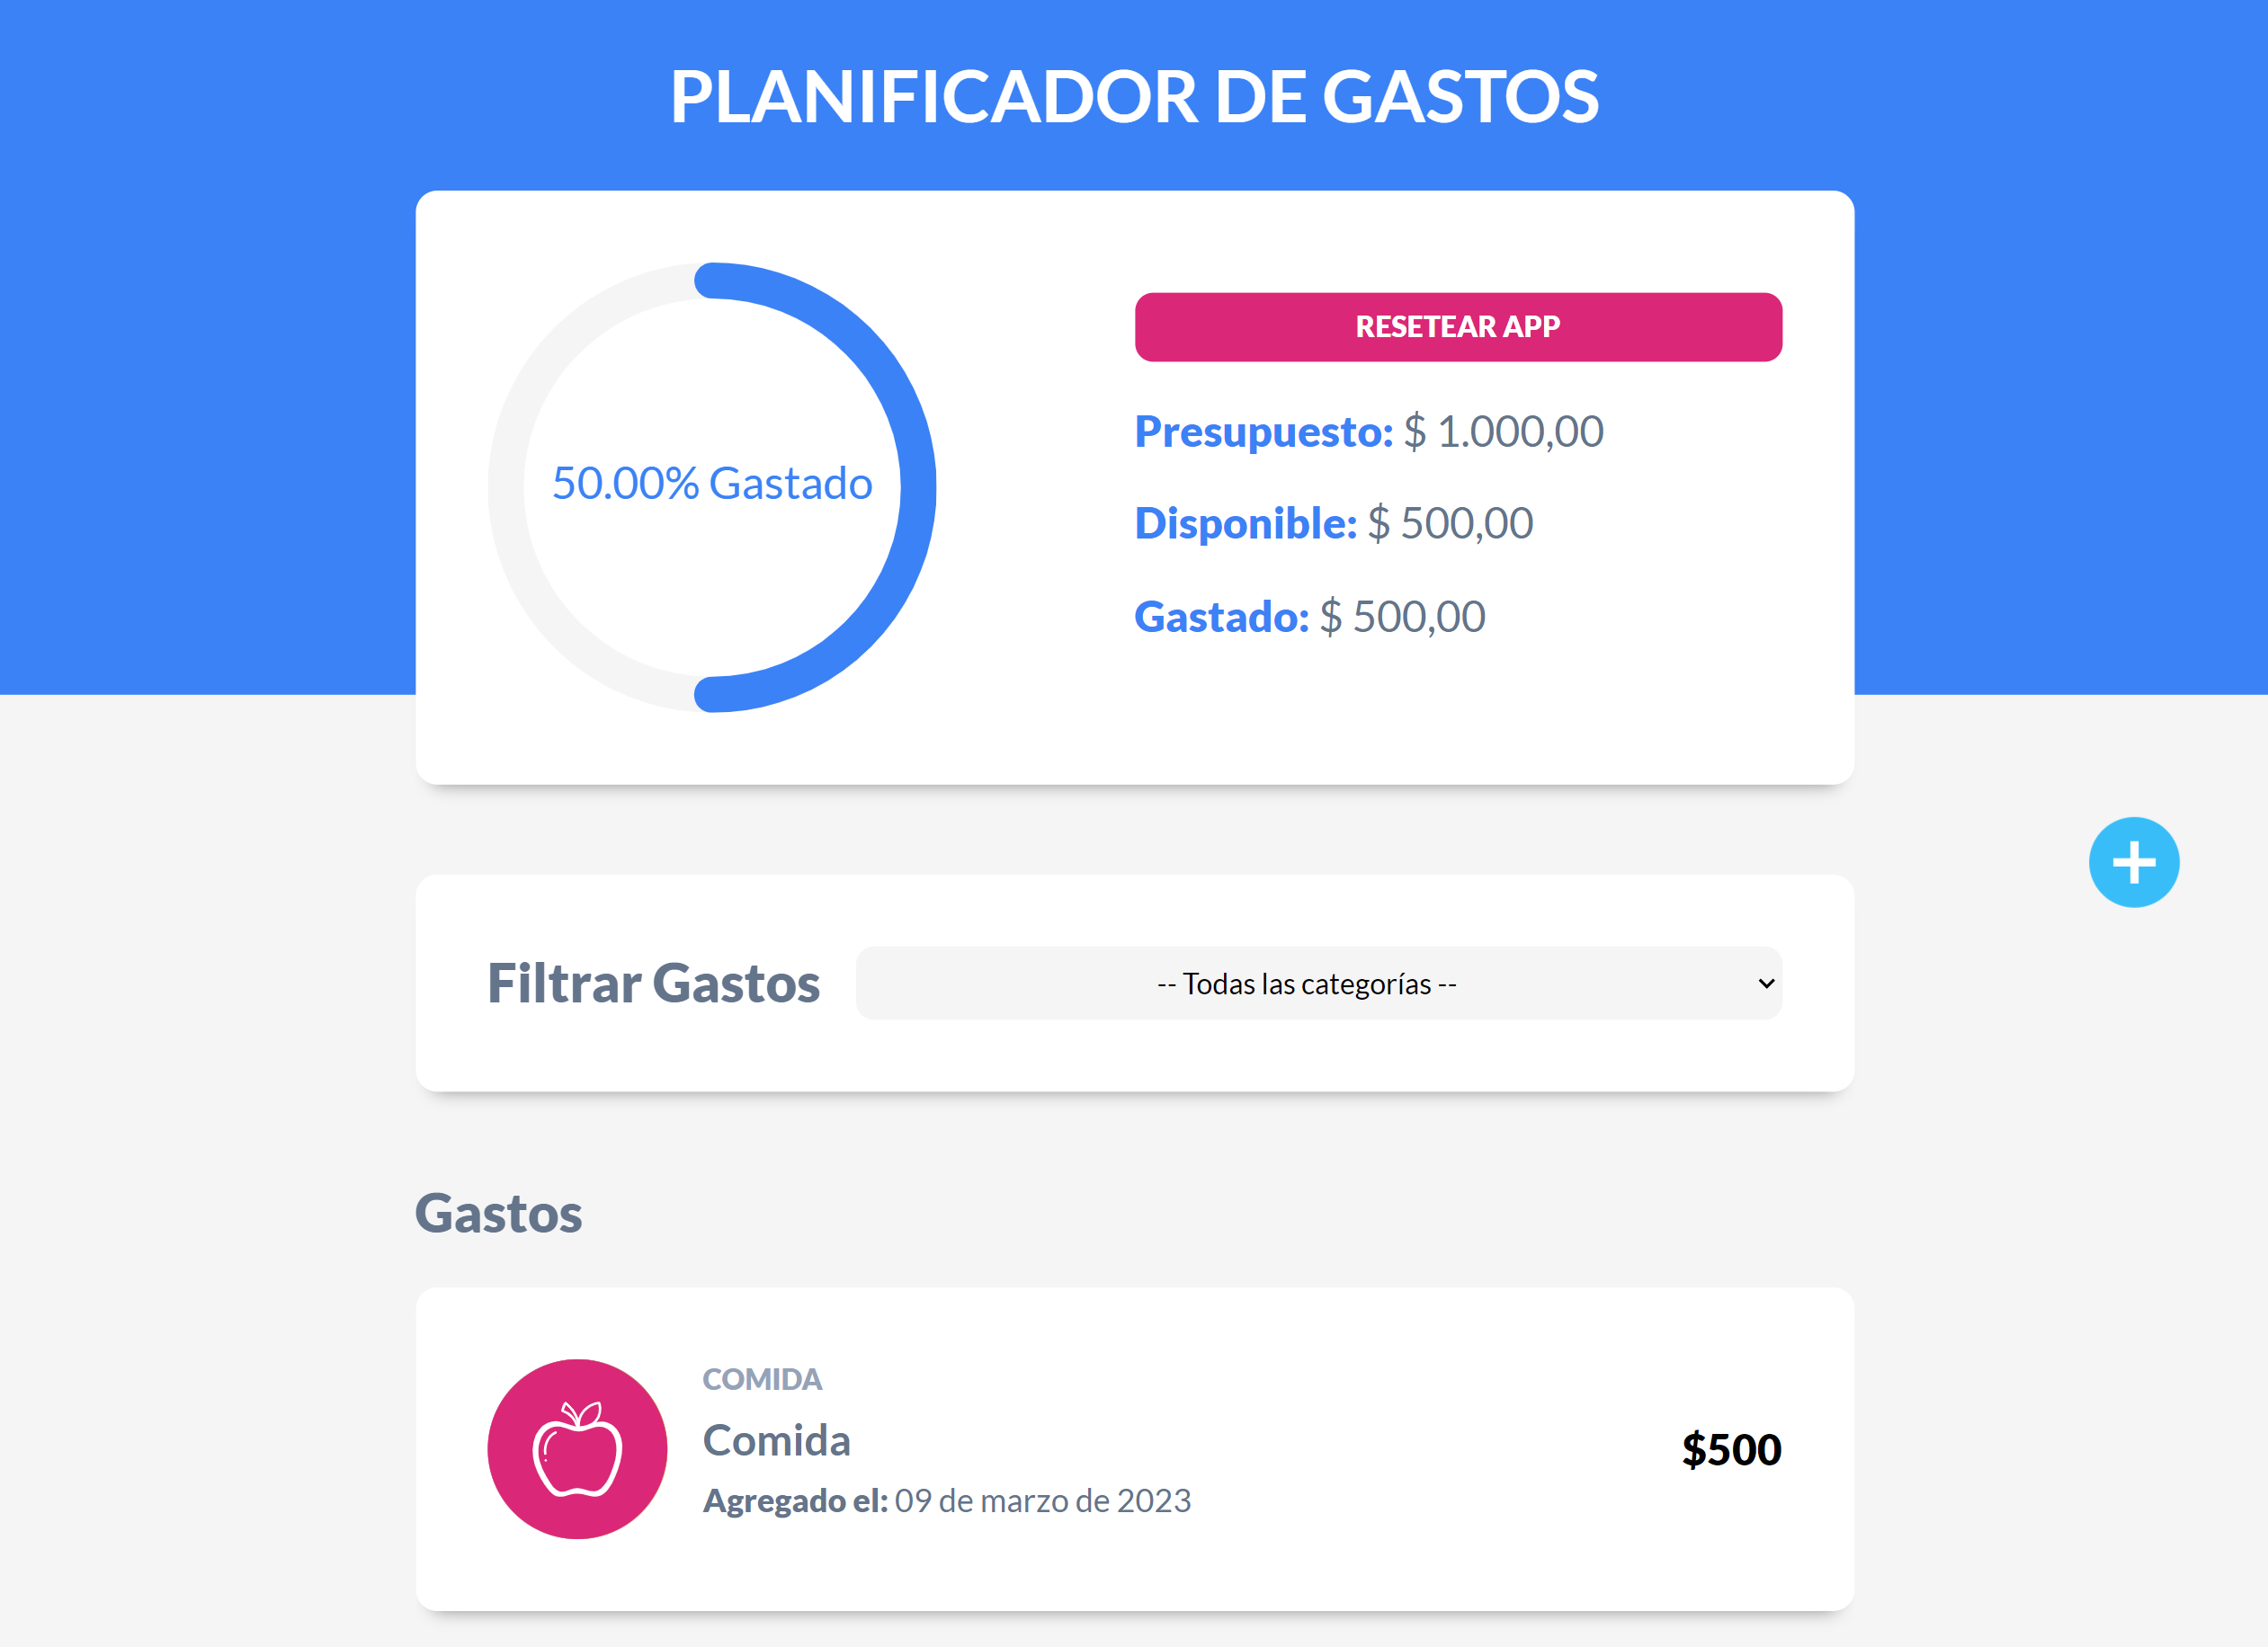 PLANIFICADOR DE GASTOS
50.00% Gastado
RESETEAR APP
Presupuesto: $ 1.000,00
Disponible: $ 500,00
Gastado: $ 500,00
Filtrar Gastos
-- Todas las categorías --
Gastos
COMIDA
Comida
Agregado el: 09 de marzo de 2023
$500